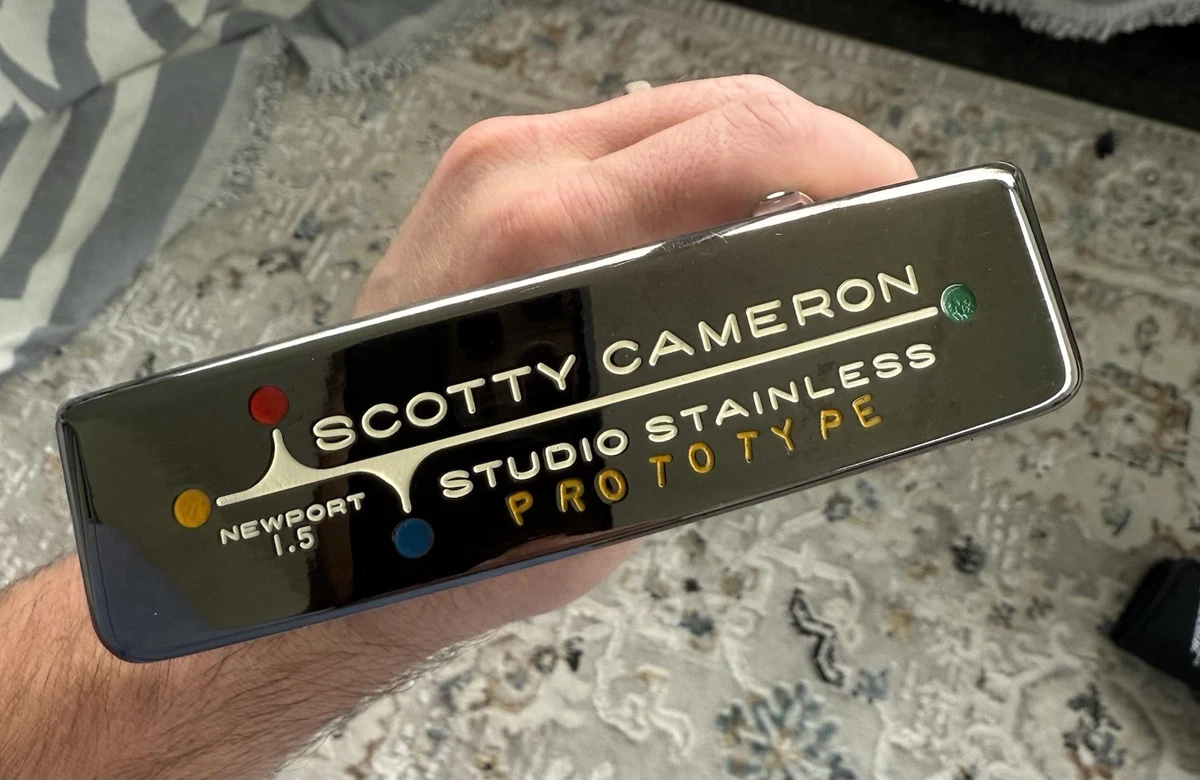 SCOTTY CAMERON
STUDIO STAINLESS
PROTOTYPE
NEWPORT
1.5